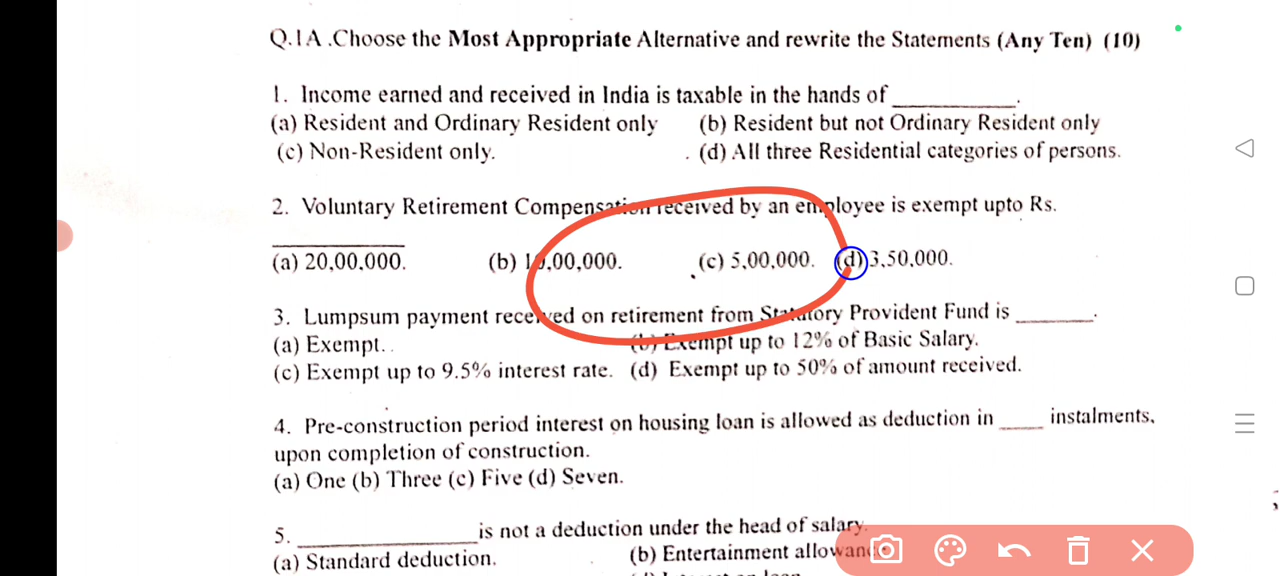 Q.1A .Choose the Most Appropriate Alternative and rewrite the Statements (Any Ten) (10)
1. Income earned and received in India is taxable in the hands of ___________.
(a) Resident and Ordinary Resident only (b) Resident but not Ordinary Resident only
(c) Non-Resident only. (d) All three Residential categories of persons.
2. Voluntary Retirement Compensation received by an employee is exempt upto Rs.
____________
(a) 20,00,000. (b) 10,00,000. (c) 5,00,000. (d) 3,50,000.
3. Lumpsum payment received on retirement from Statutory Provident Fund is _______.
(a) Exempt. (b) Exempt up to 12% of Basic Salary.
(c) Exempt up to 9.5% interest rate. (d) Exempt up to 50% of amount received.
4. Pre-construction period interest on housing loan is allowed as deduction in ____ instalments,
upon completion of construction.
(a) One (b) Three (c) Five (d) Seven.
5. ________________ is not a deduction under the head of salary.
(a) Standard deduction. (b) Entertainment